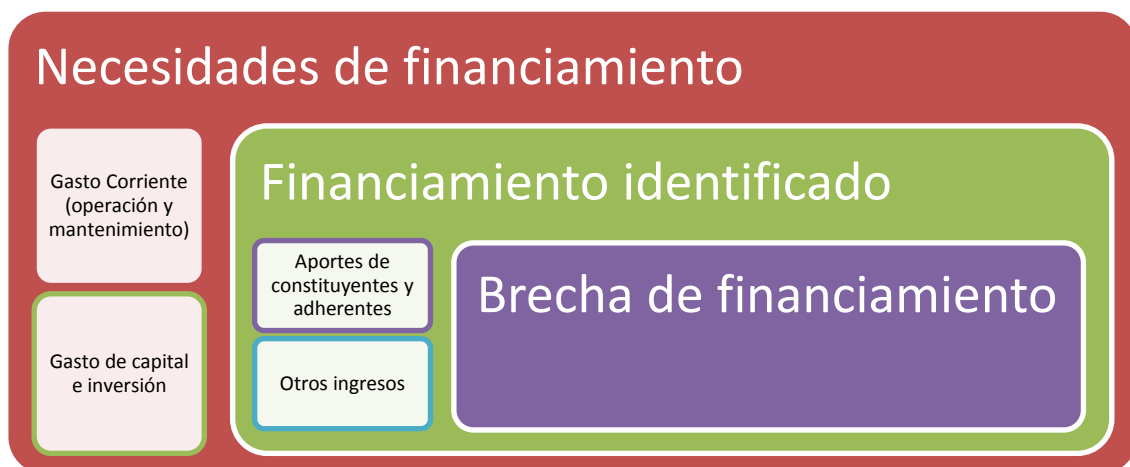 Necesidades de financiamiento
Gasto Corriente
(operación y
mantenimiento)
Gasto de capital
e inversión
Financiamiento identificado
Aportes de
constituyentes y
adherentes
Otros ingresos
Brecha de financiamiento